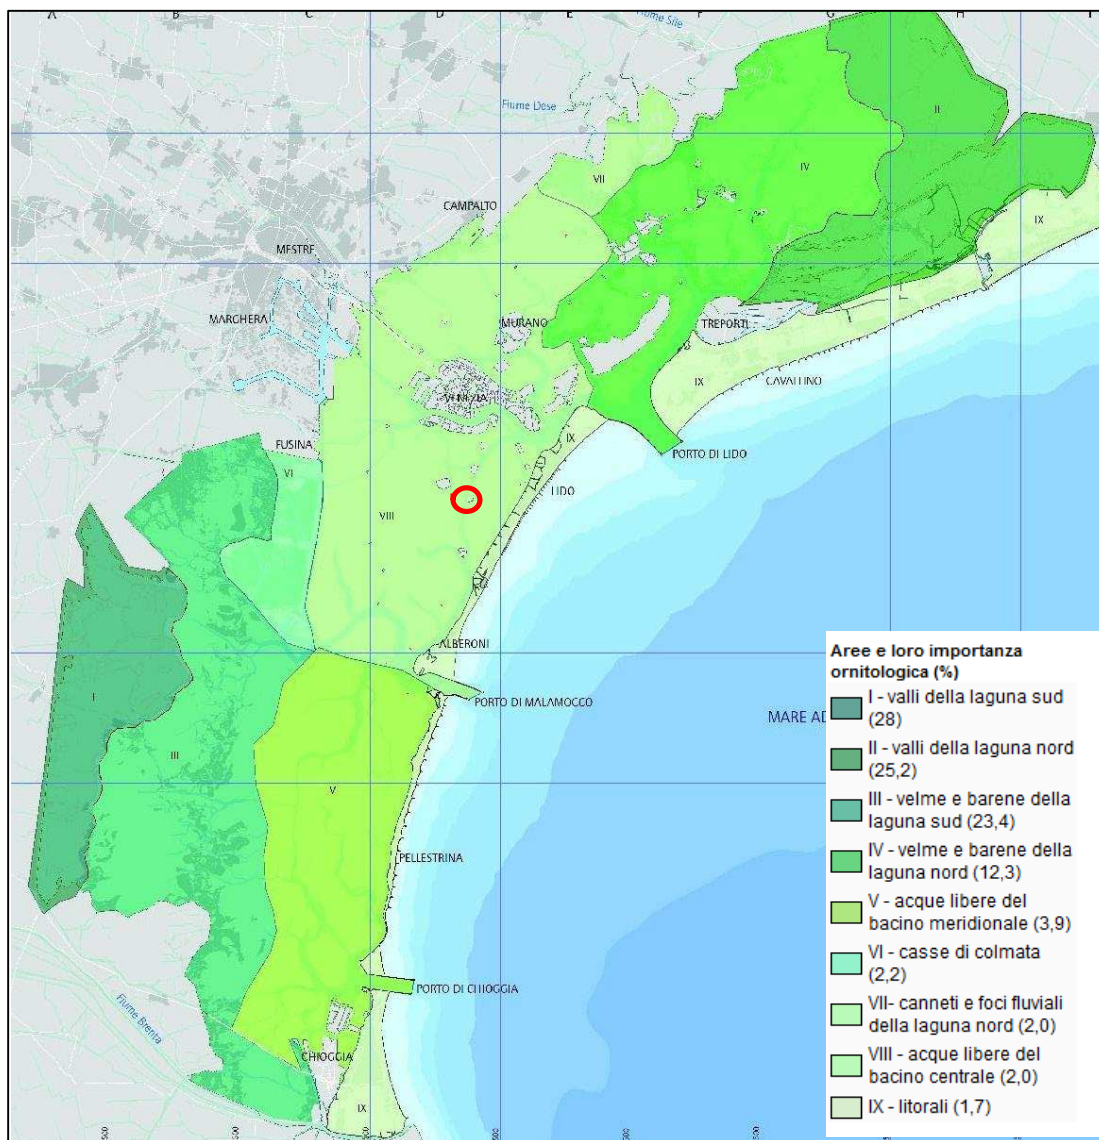 A B C D E F G H I
Fiume Sile
II
Fiume Dese
IV
VII
CAMPALTO
IX
MESTRE
MARGHERA
MURANO
TREPORTI
IX
CAVALLINO
VENEZIA
IX
FUSINA
PORTO DI LIDO
VI
LIDO
VIII
ALBERONI
I
PORTO DI MALAMOCCO
MARE AD
III
V
PELLESTRINA
PORTO DI CHIOGGIA
Fiume Brenta
CHIOGGIA
IX
Aree e loro importanza
ornitologica (%)
I - valli della laguna sud
(28)
II - valli della laguna nord
(25,2)
III - velme e barene della
laguna sud (23,4)
IV - velme e barene della
laguna nord (12,3)
V - acque libere del
bacino meridionale (3,9)
VI - casse di colmata
(2,2)
VII- canneti e foci fluviali
della laguna nord (2,0)
VIII - acque libere del
bacino centrale (2,0)
IX - litorali (1,7)